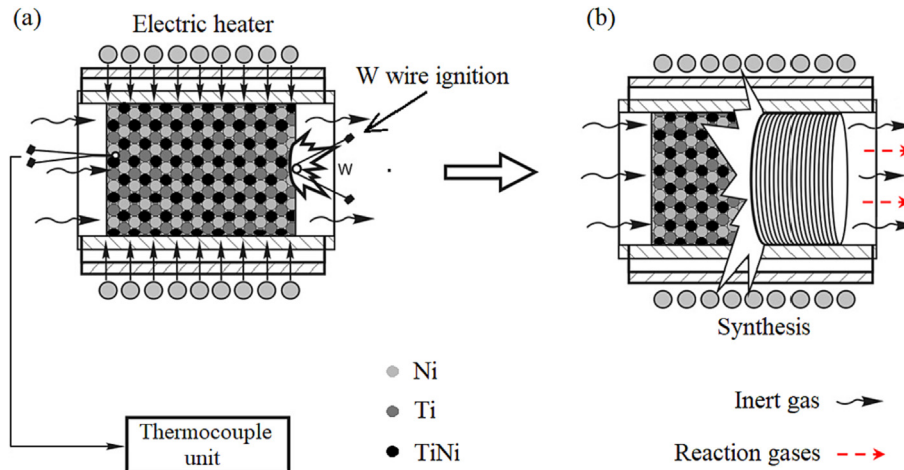 (a)
Electric heater
W wire ignition
W
Thermocouple
unit
Ni
Ti
TiNi
(b)
Synthesis
Inert gas
Reaction gases